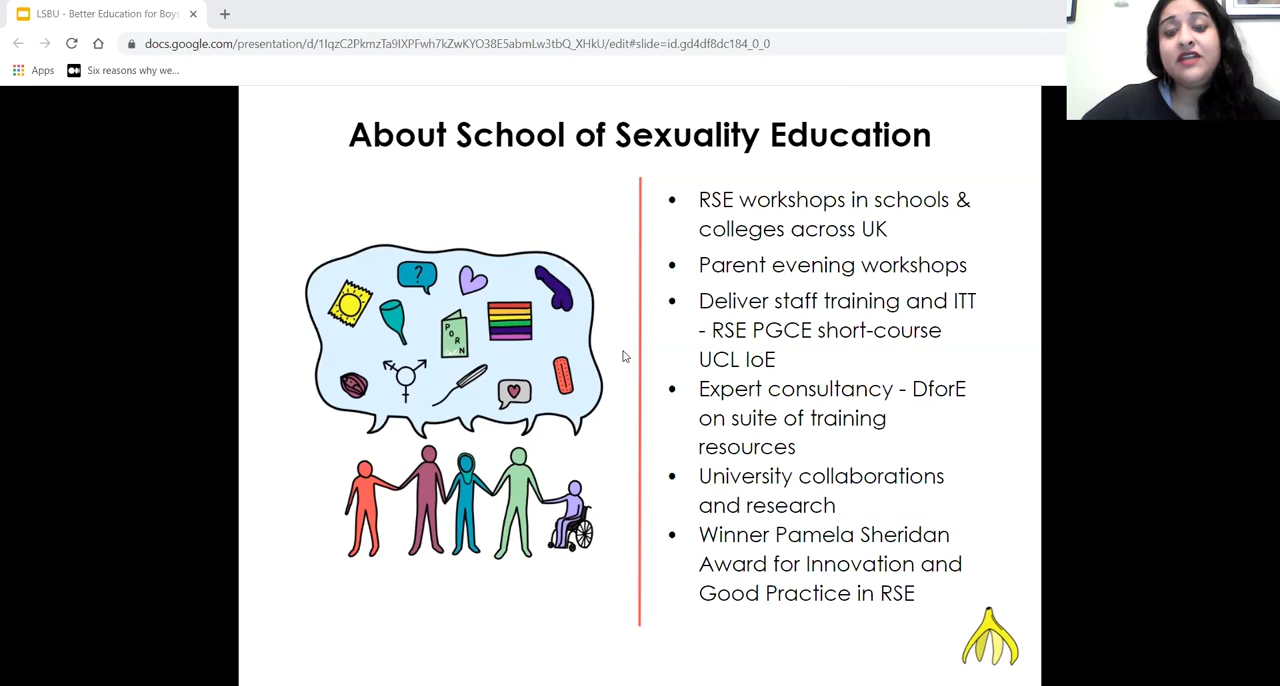 LSBU - Better Education for Boys
docs.google.com/presentation/d/1IqzC2PkmzTa9IXPFwh7kZwKYO38E5abmLw3tbQ_XHkU/edit#slide=id.gd4df8dc184_0_0
Apps
Six reasons why we...
About School of Sexuality Education
?
PORN
• RSE workshops in schools &
colleges across UK
• Parent evening workshops
• Deliver staff training and ITT
- RSE PGCE short-course
UCL IoE
• Expert consultancy - DforE
on suite of training
resources
• University collaborations
and research
• Winner Pamela Sheridan
Award for Innovation and
Good Practice in RSE